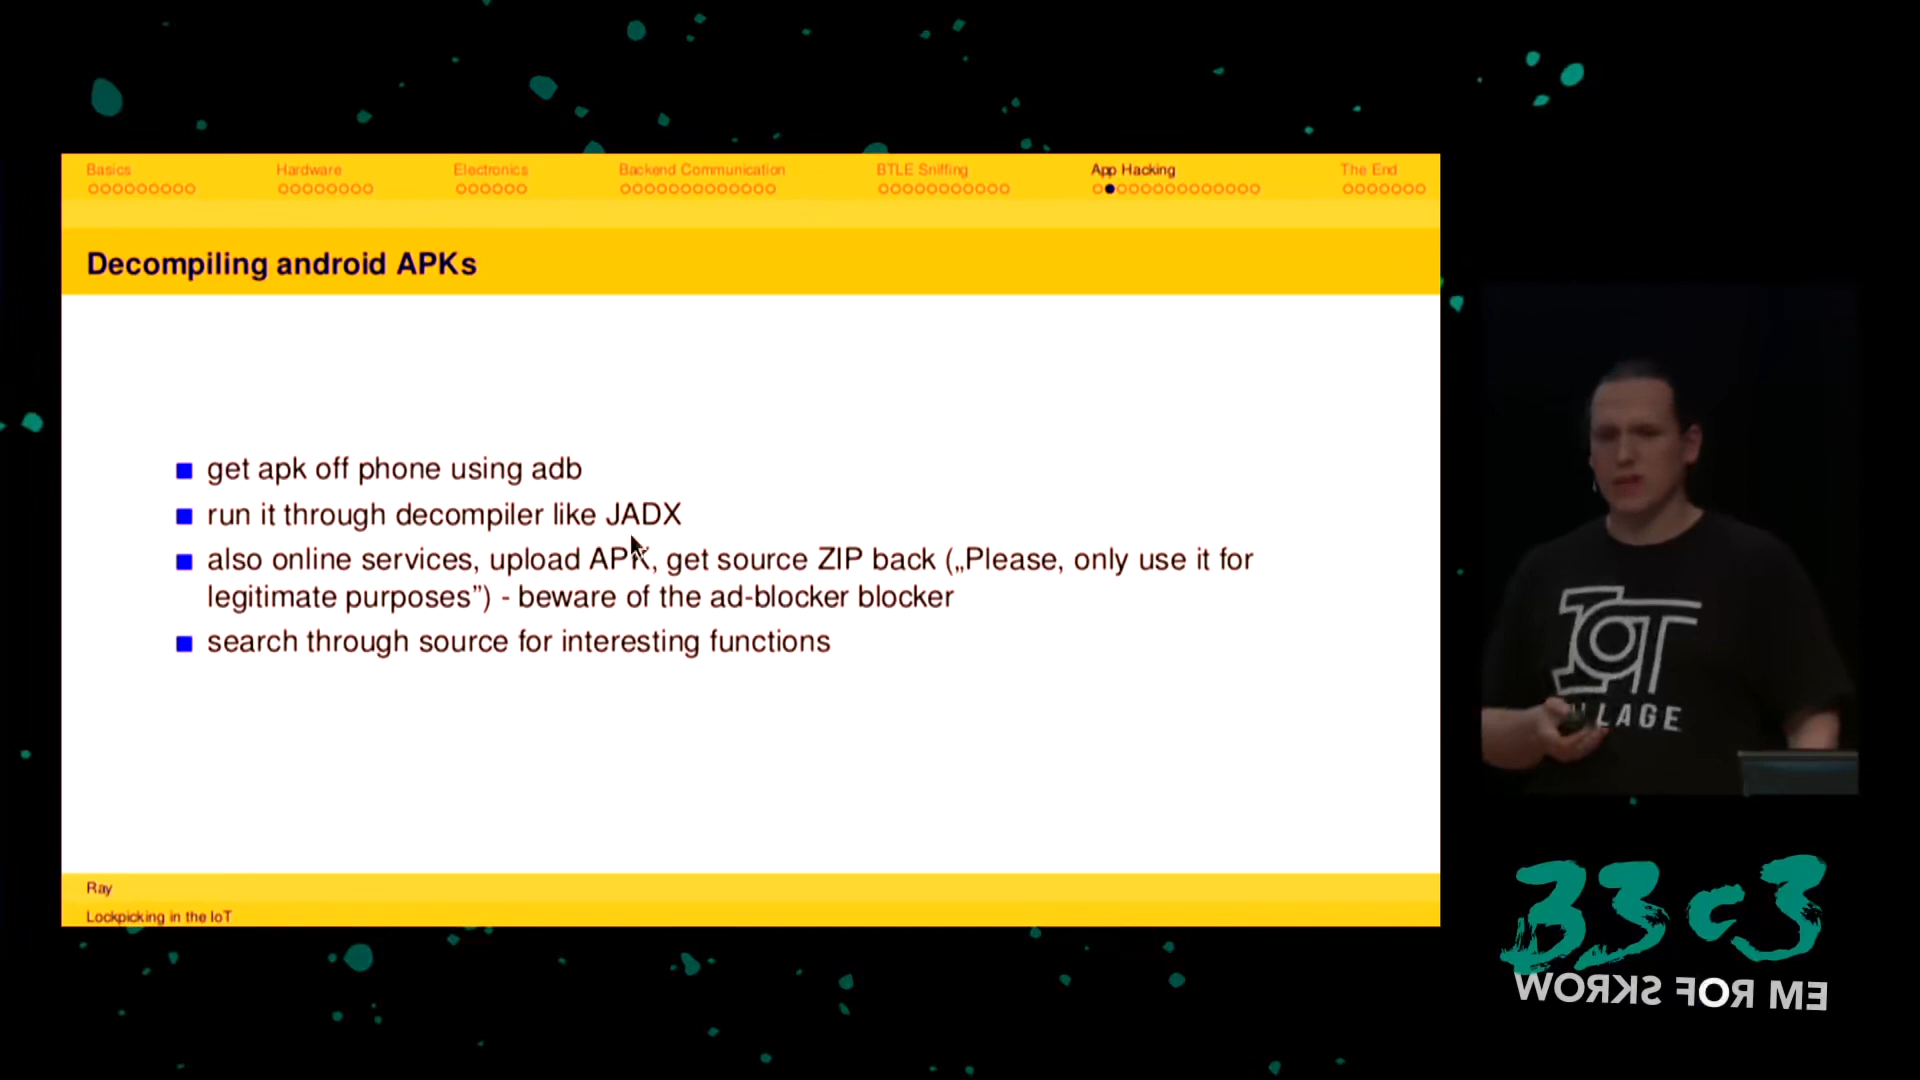 Basics Hardware Electronics Backend Communication BTLE Sniffing App Hacking The End
Decompiling android APKs
get apk off phone using adb
run it through decompiler like JADX
also online services, upload APK, get source ZIP back („Please, only use it for
legitimate purposes”) - beware of the ad-blocker blocker
search through source for interesting functions
Ray
Lockpicking in the IoT
IOT
LLAGE
33c3
WORKS FOR ME